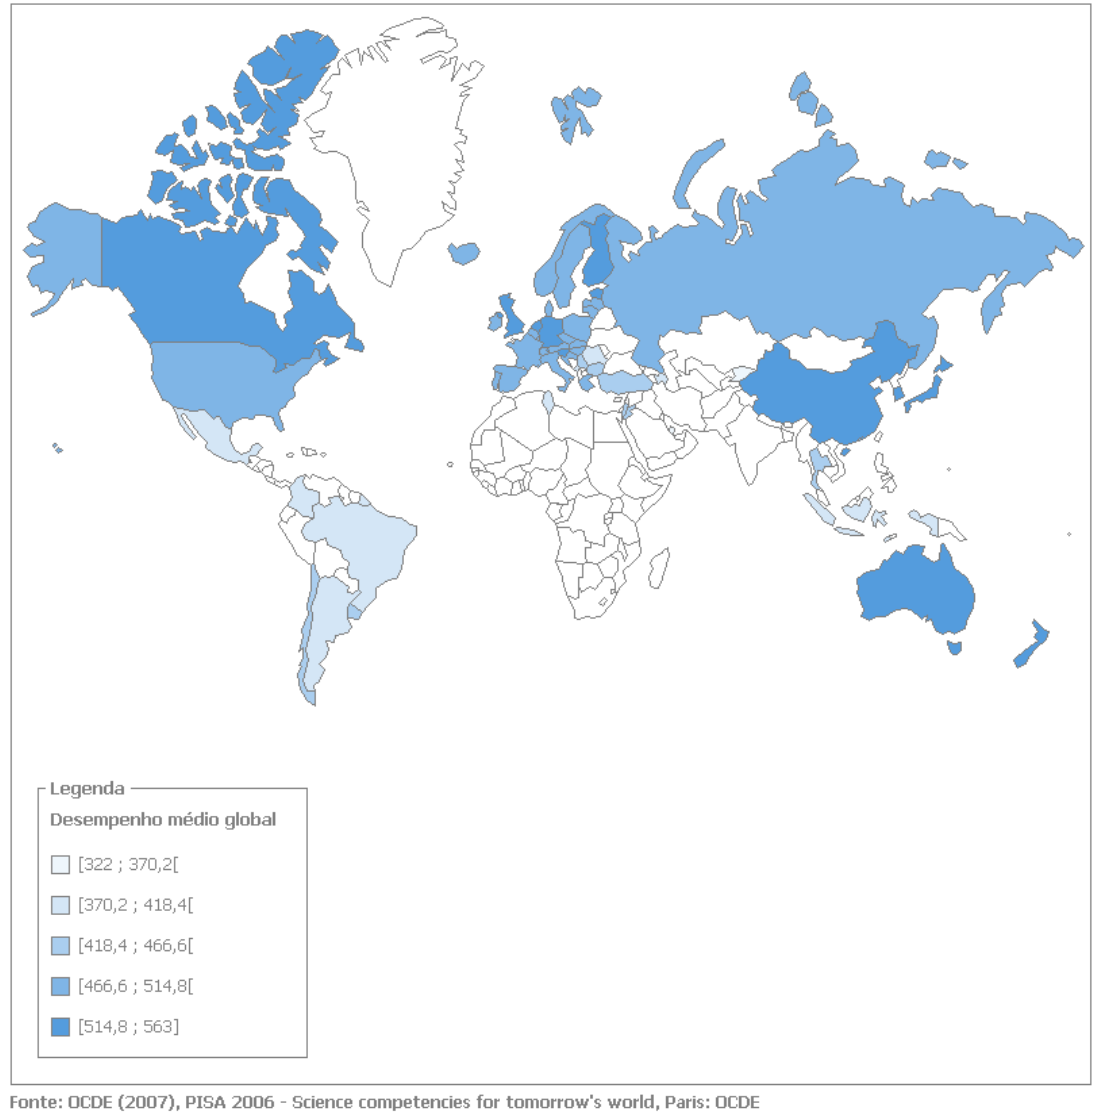 Legenda
Desempenho médio global
[322 ; 370,2[
[370,2 ; 418,4[
[418,4 ; 466,6[
[466,6 ; 514,8[
[514,8 ; 563]
Fonte: OCDE (2007), PISA 2006 - Science competencies for tomorrow's world, Paris: OCDE